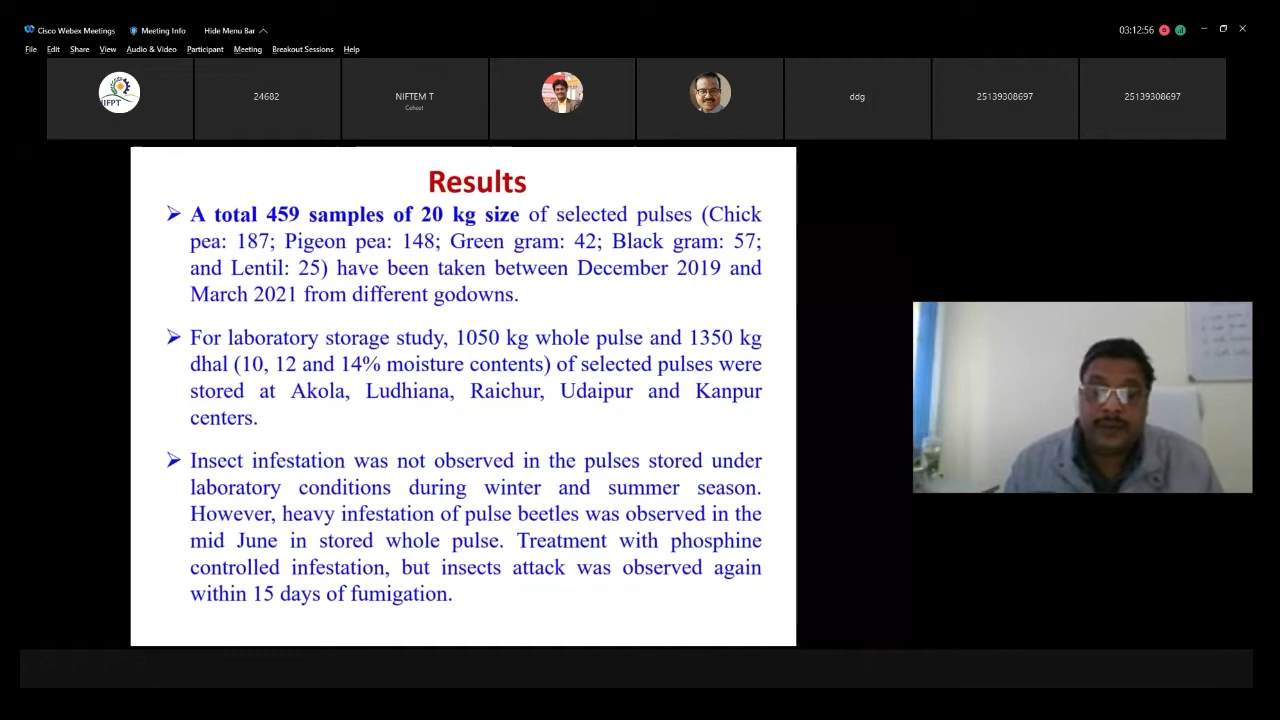 Cisco Webex Meetings Meeting Info Hide Menu Bar 03:12:56
File Edit Share View Audio & Video Participant Meeting Breakout Sessions Help
24682 NIFTEM T ddg 25139308697 25139308697
Cohost
Results
➢ A total 459 samples of 20 kg size of selected pulses (Chick
pea: 187; Pigeon pea: 148; Green gram: 42; Black gram: 57;
and Lentil: 25) have been taken between December 2019 and
March 2021 from different godowns.
➢ For laboratory storage study, 1050 kg whole pulse and 1350 kg
dhal (10, 12 and 14% moisture contents) of selected pulses were
stored at Akola, Ludhiana, Raichur, Udaipur and Kanpur
centers.
➢ Insect infestation was not observed in the pulses stored under
laboratory conditions during winter and summer season.
However, heavy infestation of pulse beetles was observed in the
mid June in stored whole pulse. Treatment with phosphine
controlled infestation, but insects attack was observed again
within 15 days of fumigation.